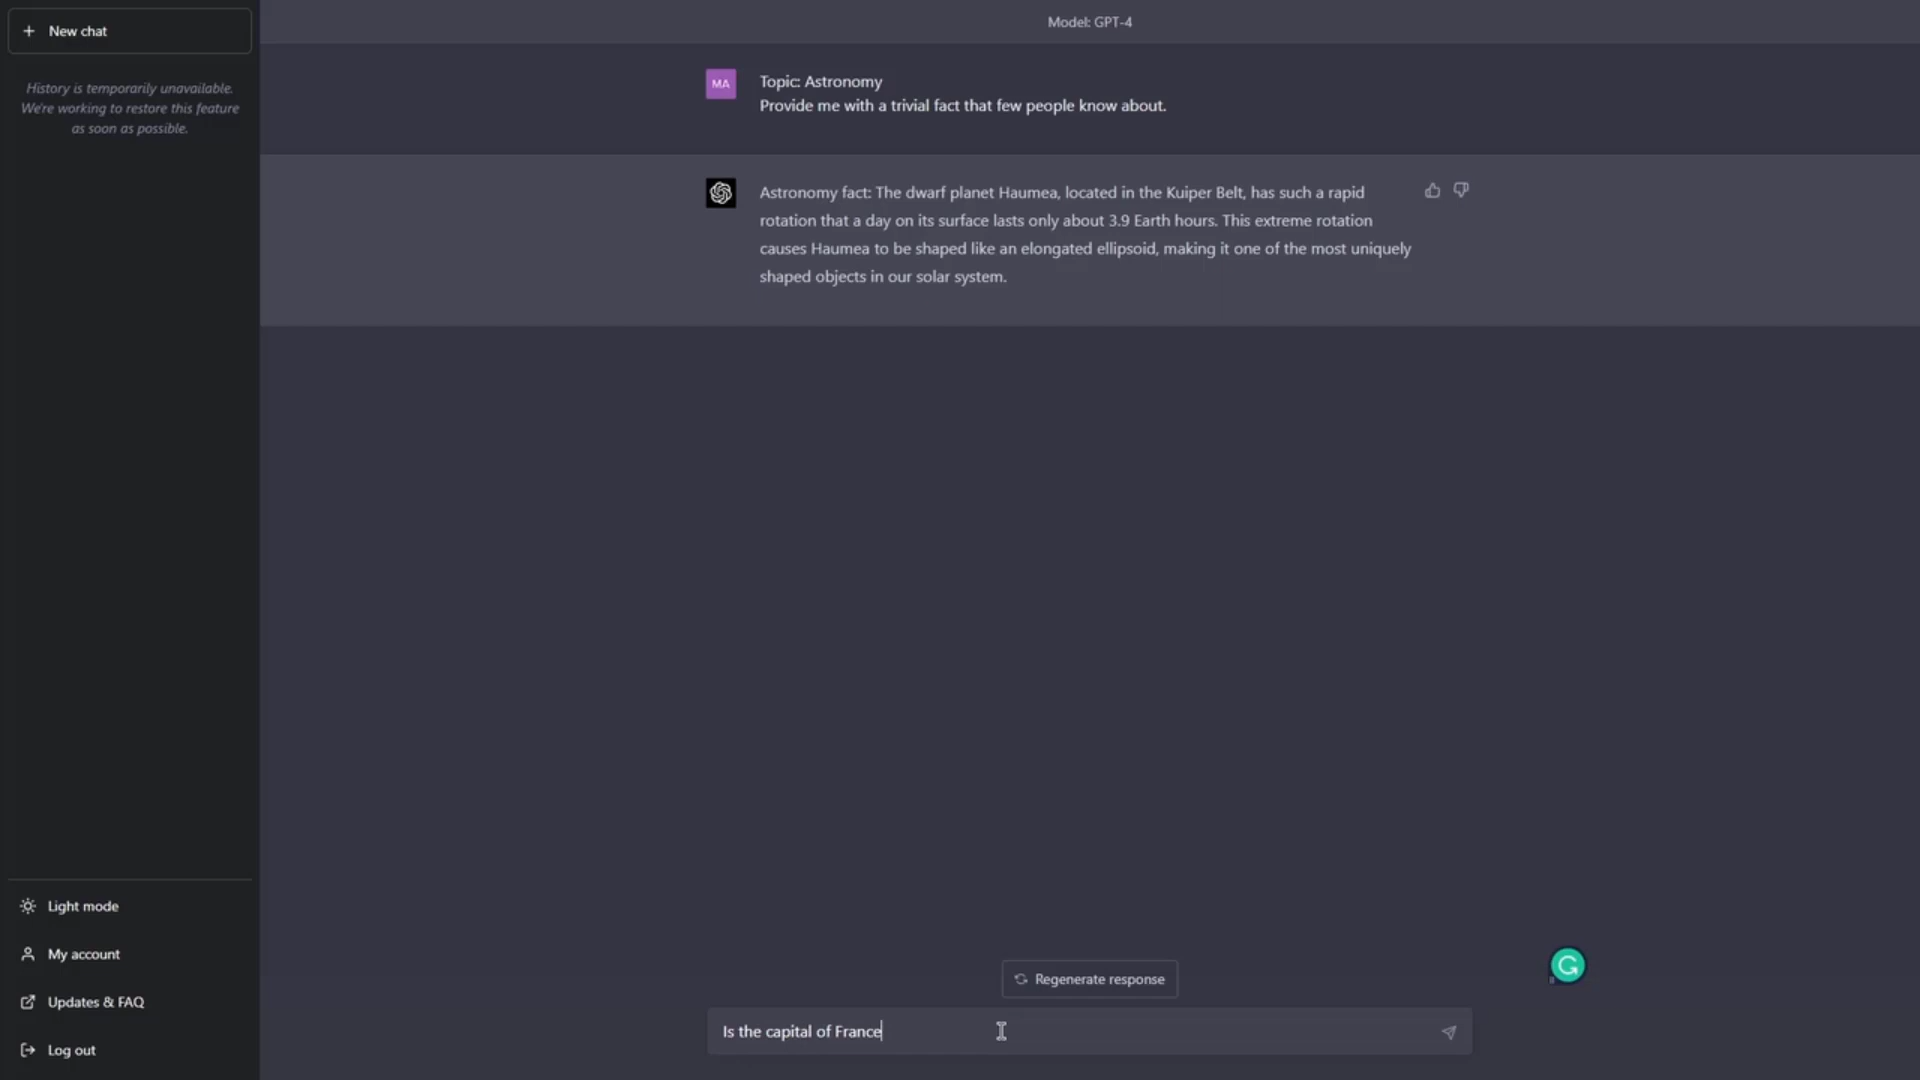 New chat
History is temporarily unavailable.
We're working to restore this feature
as soon as possible.
Light mode
My account
Updates & FAQ
Log out
Model: GPT-4
MA
Topic: Astronomy
Provide me with a trivial fact that few people know about.
Astronomy fact: The dwarf planet Haumea, located in the Kuiper Belt, has such a rapid
rotation that a day on its surface lasts only about 3.9 Earth hours. This extreme rotation
causes Haumea to be shaped like an elongated ellipsoid, making it one of the most uniquely
shaped objects in our solar system.
Regenerate response
Is the capital of France